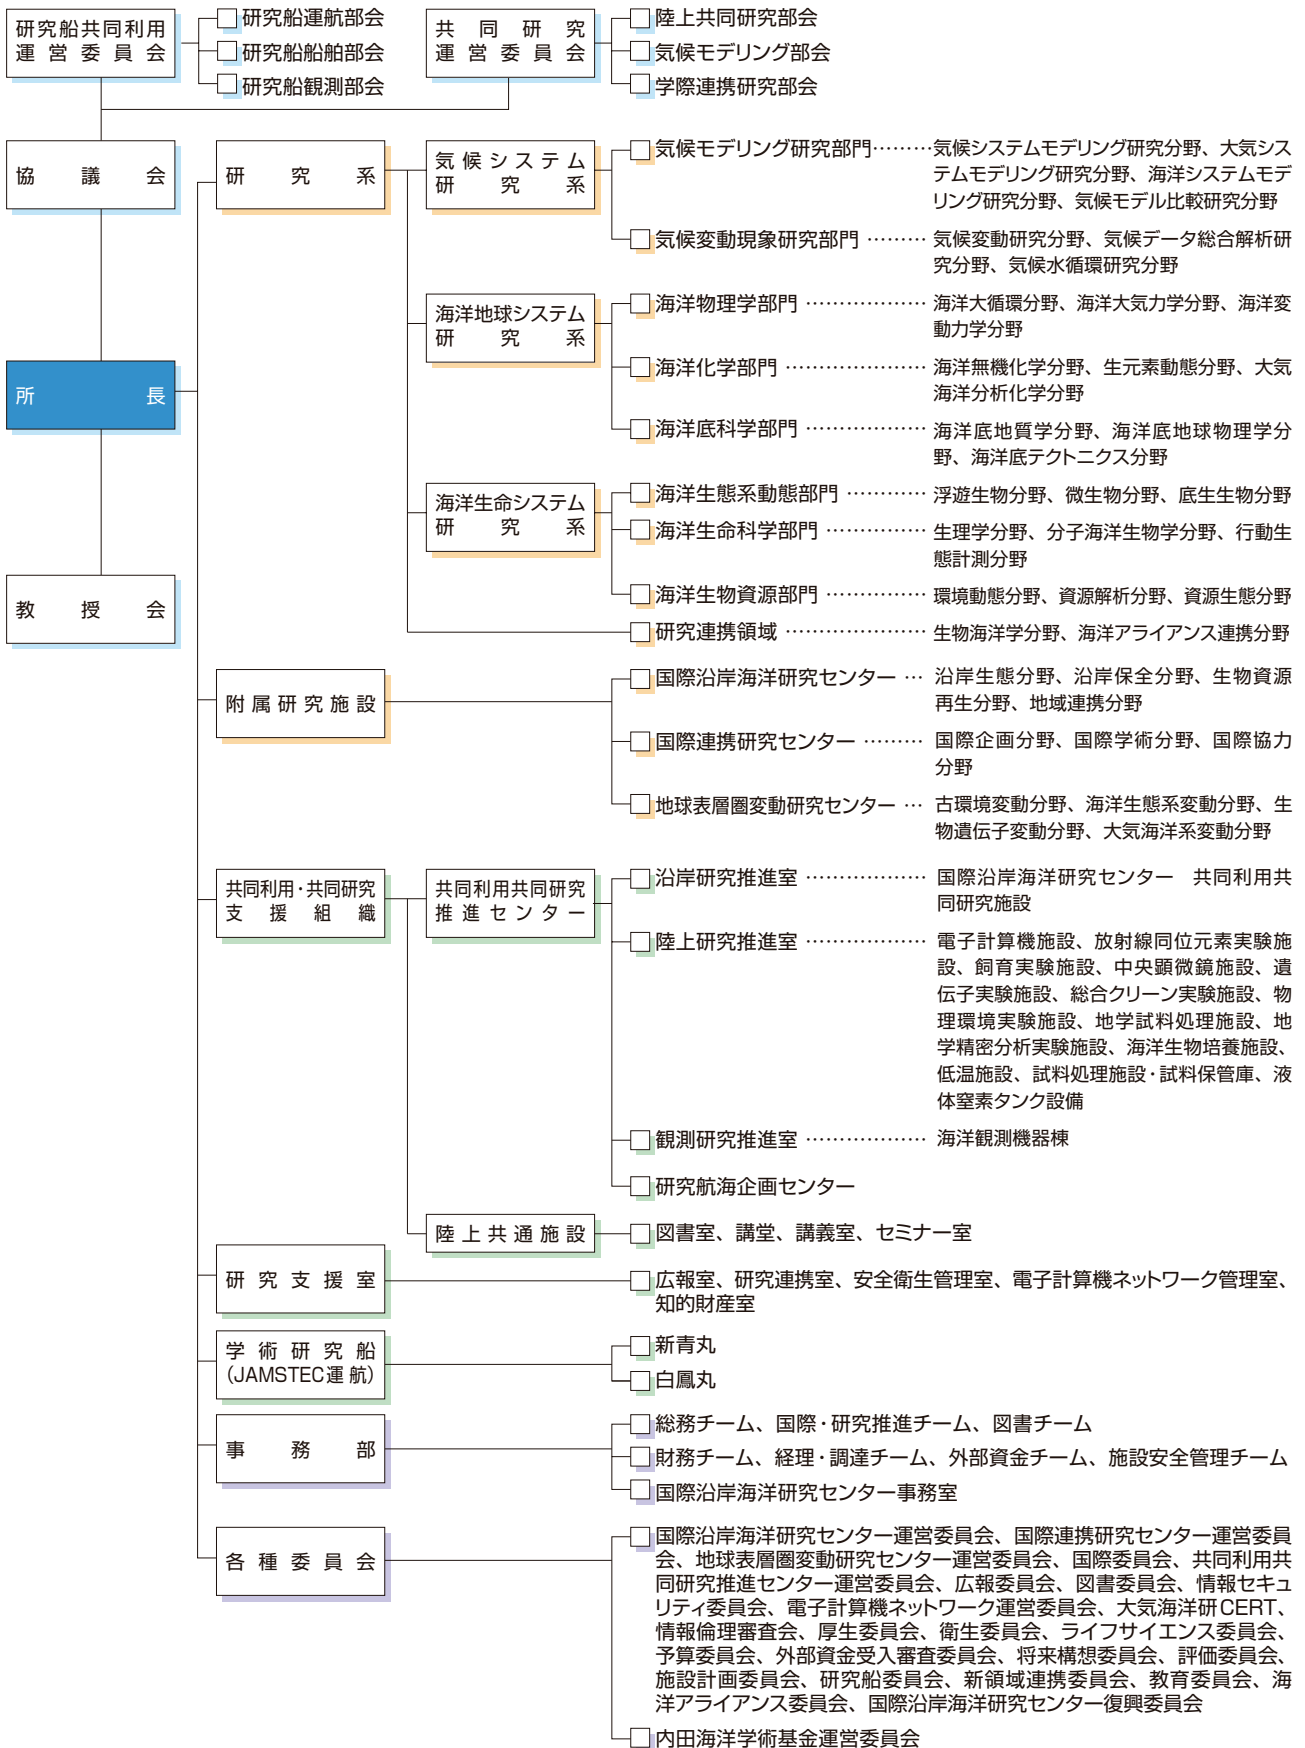 研究船共同利用
運営委員会
研究船運航部会
研究船船舶部会
研究船観測部会
共同研究
運営委員会
陸上共同研究部会
気候モデリング部会
学際連携研究部会
協議会
所長
教授会
研究系
気候システム
研究系
気候モデリング研究部門………気候システムモデリング研究分野、大気シス
テムモデリング研究分野、海洋システムモデ
リング研究分野、気候モデル比較研究分野
気候変動現象研究部門………気候変動研究分野、気候データ総合解析研
究分野、気候水循環研究分野
海洋地球システム
研究系
海洋物理学部門………………海洋大循環分野、海洋大気力学分野、海洋変
動力学分野
海洋化学部門…………………海洋無機化学分野、生元素動態分野、大気
海洋分析化学分野
海洋底科学部門………………海洋底地質学分野、海洋底地球物理学分
野、海洋底テクトニクス分野
海洋生命システム
研究系
海洋生態系動態部門…………浮遊生物分野、微生物分野、底生生物分野
海洋生命科学部門……………生理学分野、分子海洋生物学分野、行動生
態計測分野
海洋生物資源部門……………環境動態分野、資源解析分野、資源生態分野
研究連携領域…………………生物海洋学分野、海洋アライアンス連携分野
附属研究施設
国際沿岸海洋研究センター…沿岸生態分野、沿岸保全分野、生物資源
再生分野、地域連携分野
国際連携研究センター………国際企画分野、国際学術分野、国際協力
分野
地球表層圏変動研究センター…古環境変動分野、海洋生態系変動分野、生
物遺伝子変動分野、大気海洋系変動分野
共同利用・共同研究
支援組織
共同利用共同研究
推進センター
沿岸研究推進室………………国際沿岸海洋研究センター　共同利用共
同研究施設
陸上研究推進室………………電子計算機施設、放射線同位元素実験施
設、飼育実験施設、中央顕微鏡施設、遺
伝子実験施設、総合クリーン実験施設、物
理環境実験施設、地学試料処理施設、地
学精密分析実験施設、海洋生物培養施設、
低温施設、試料処理施設・試料保管庫、液
体窒素タンク設備
観測研究推進室………………海洋観測機器棟
研究航海企画センター
陸上共通施設
図書室、講堂、講義室、セミナー室
研究支援室
広報室、研究連携室、安全衛生管理室、電子計算機ネットワーク管理室、
知的財産室
学術研究船
（JAMSTEC運航）
新青丸
白鳳丸
事務部
総務チーム、国際・研究推進チーム、図書チーム
財務チーム、経理・調達チーム、外部資金チーム、施設安全管理チーム
国際沿岸海洋研究センター事務室
各種委員会
国際沿岸海洋研究センター運営委員会、国際連携研究センター運営委員
会、地球表層圏変動研究センター運営委員会、国際委員会、共同利用共
同研究推進センター運営委員会、広報委員会、図書委員会、情報セキュ
リティ委員会、電子計算機ネットワーク運営委員会、大気海洋研CERT、
情報倫理審査会、厚生委員会、衛生委員会、ライフサイエンス委員会、
予算委員会、外部資金受入審査委員会、将来構想委員会、評価委員会、
施設計画委員会、研究船委員会、新領域連携委員会、教育委員会、海
洋アライアンス委員会、国際沿岸海洋研究センター復興委員会
内田海洋学術基金運営委員会